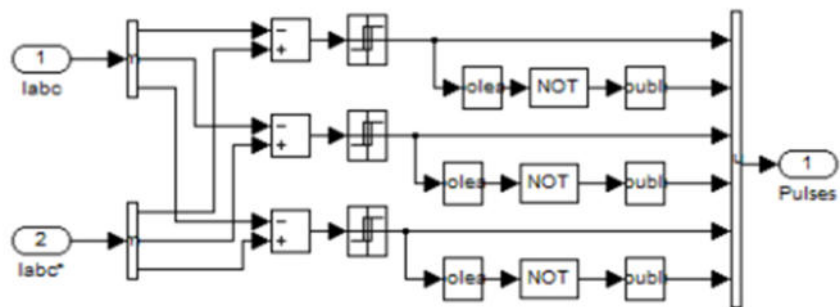 1
Iabc
2
Iabc*
−
+
−
+
−
+
olea
NOT
oubl
olea
NOT
oubl
olea
NOT
oubl
1
Pulses